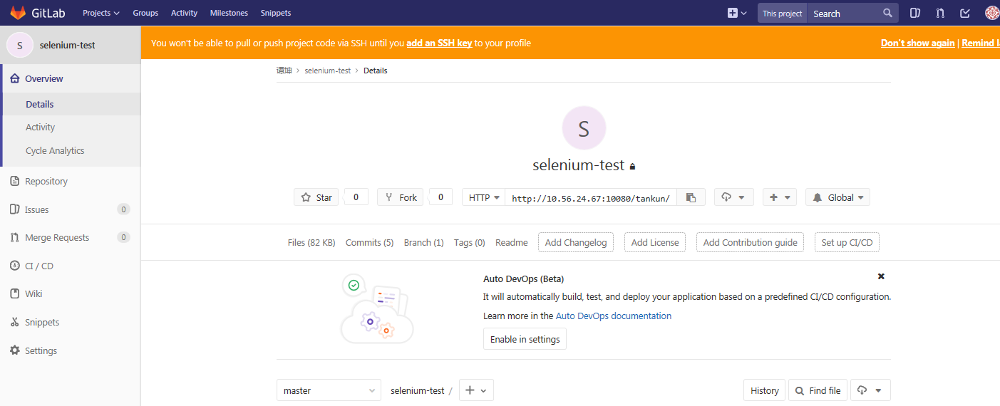 GitLab Projects Groups Activity Milestones Snippets This project Search
S selenium-test
You won't be able to pull or push project code via SSH until you add an SSH key to your profile Don't show again | Remind
谭坤 > selenium-test > Details
Overview
Details
Activity
Cycle Analytics
Repository
Issues 0
Merge Requests 0
CI / CD
Wiki
Snippets
Settings
S
selenium-test
Star 0 Fork 0 HTTP http://10.56.24.67:10080/tankun/ Global
Files (82 KB) Commits (5) Branch (1) Tags (0) Readme Add Changelog Add License Add Contribution guide Set up CI/CD
Auto DevOps (Beta)
It will automatically build, test, and deploy your application based on a predefined CI/CD configuration.
Learn more in the Auto DevOps documentation
Enable in settings
master selenium-test / History Find file